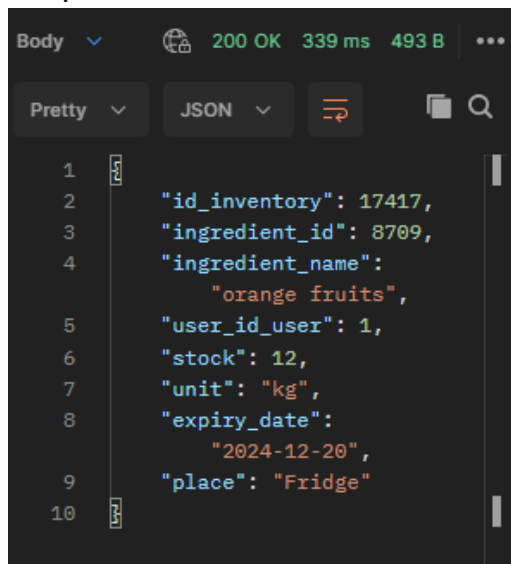 Body 200 OK 339 ms 493 B
Pretty JSON
1 {
2 "id_inventory": 17417,
3 "ingredient_id": 8709,
4 "ingredient_name":
"orange fruits",
5 "user_id_user": 1,
6 "stock": 12,
7 "unit": "kg",
8 "expiry_date":
"2024-12-20",
9 "place": "Fridge"
10 }